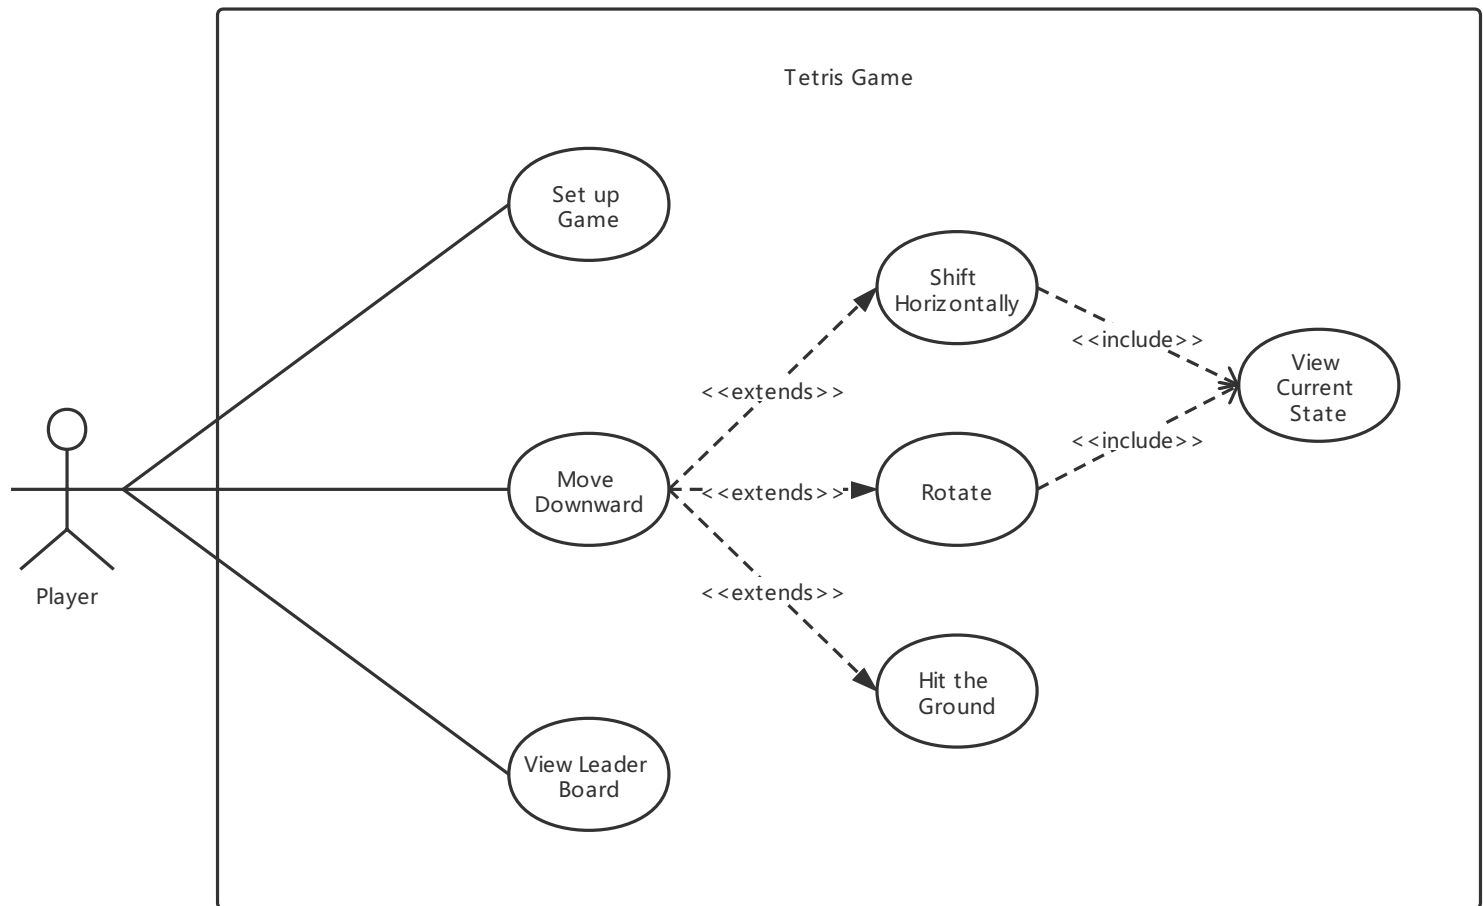 Tetris Game
Set up
Game
Shift
Horizontally
<<include>>
View
Current
State
<<extends>>
<<include>>
Move
Downward
<<extends>>
Rotate
<<extends>>
Player
Hit the
Ground
View Leader
Board